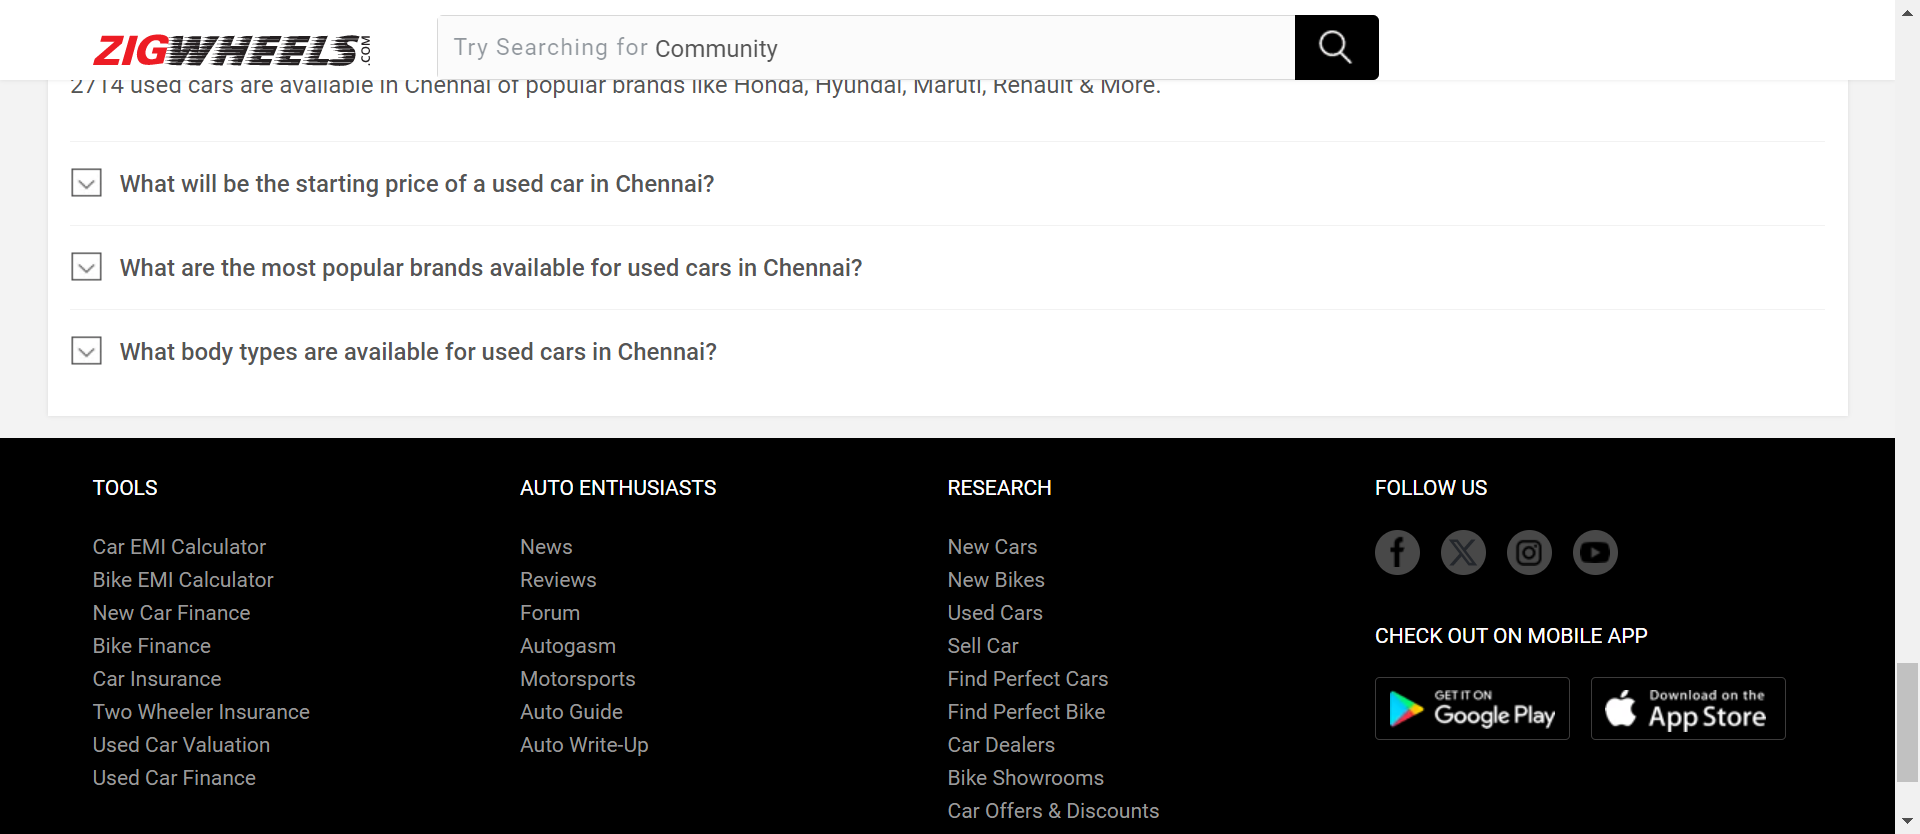 ZIGWHEELS.COM
Try Searching for Community
2714 used cars are available in Chennai of popular brands like Honda, Hyundai, Maruti, Renault & More.
What will be the starting price of a used car in Chennai?
What are the most popular brands available for used cars in Chennai?
What body types are available for used cars in Chennai?
TOOLS
Car EMI Calculator
Bike EMI Calculator
New Car Finance
Bike Finance
Car Insurance
Two Wheeler Insurance
Used Car Valuation
Used Car Finance
AUTO ENTHUSIASTS
News
Reviews
Forum
Autogasm
Motorsports
Auto Guide
Auto Write-Up
RESEARCH
New Cars
New Bikes
Used Cars
Sell Car
Find Perfect Cars
Find Perfect Bike
Car Dealers
Bike Showrooms
Car Offers & Discounts
FOLLOW US
CHECK OUT ON MOBILE APP
GET IT ON
Google Play
Download on the
App Store